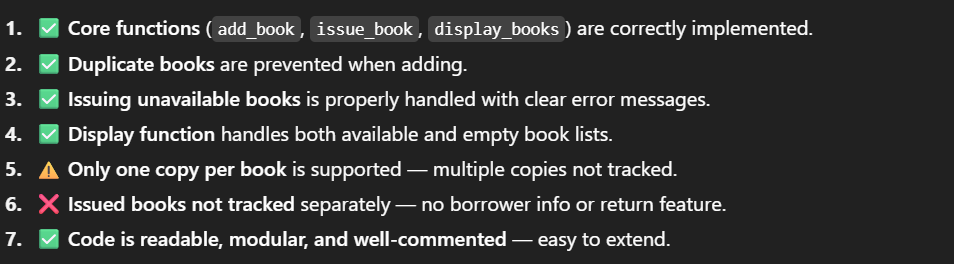 1. ✅ Core functions (add_book, issue_book, display_books) are correctly implemented.
2. ✅ Duplicate books are prevented when adding.
3. ✅ Issuing unavailable books is properly handled with clear error messages.
4. ✅ Display function handles both available and empty book lists.
5. ⚠️ Only one copy per book is supported — multiple copies not tracked.
6. ❌ Issued books not tracked separately — no borrower info or return feature.
7. ✅ Code is readable, modular, and well-commented — easy to extend.